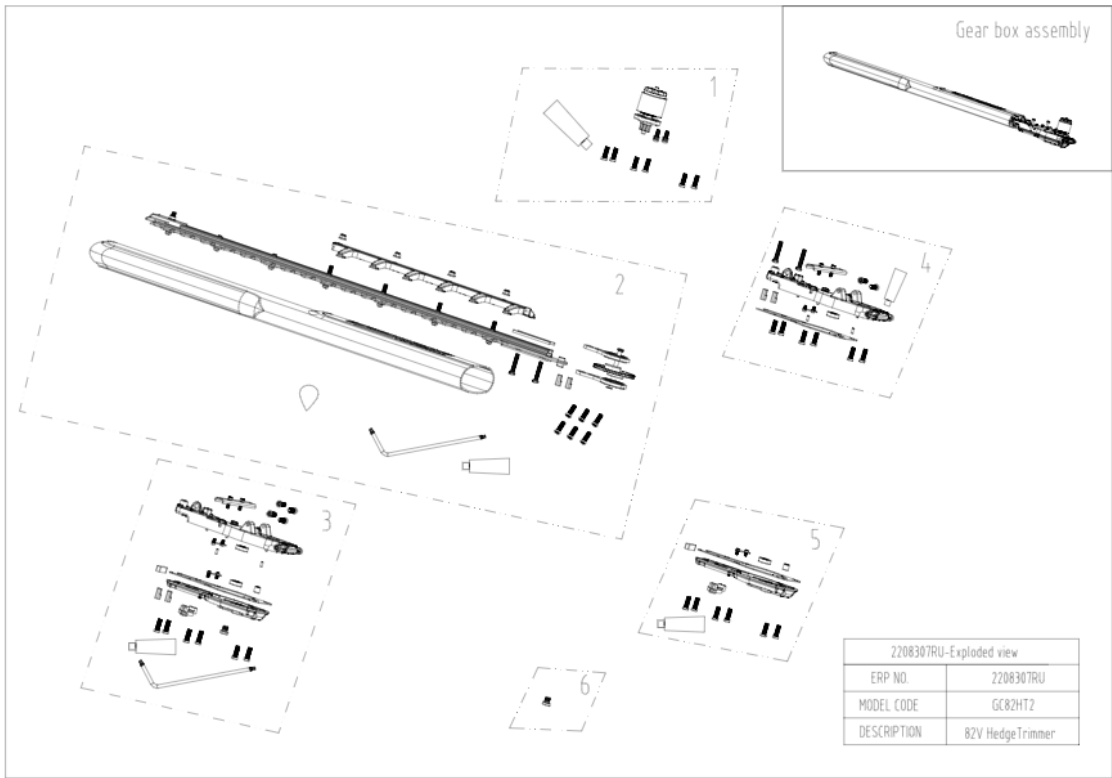 Gear box assembly
1
2
4
3
5
6
2208307RU-Exploded view
ERP NO. 2208307RU
MODEL CODE GC82HT2
DESCRIPTION 82V HedgeTrimmer